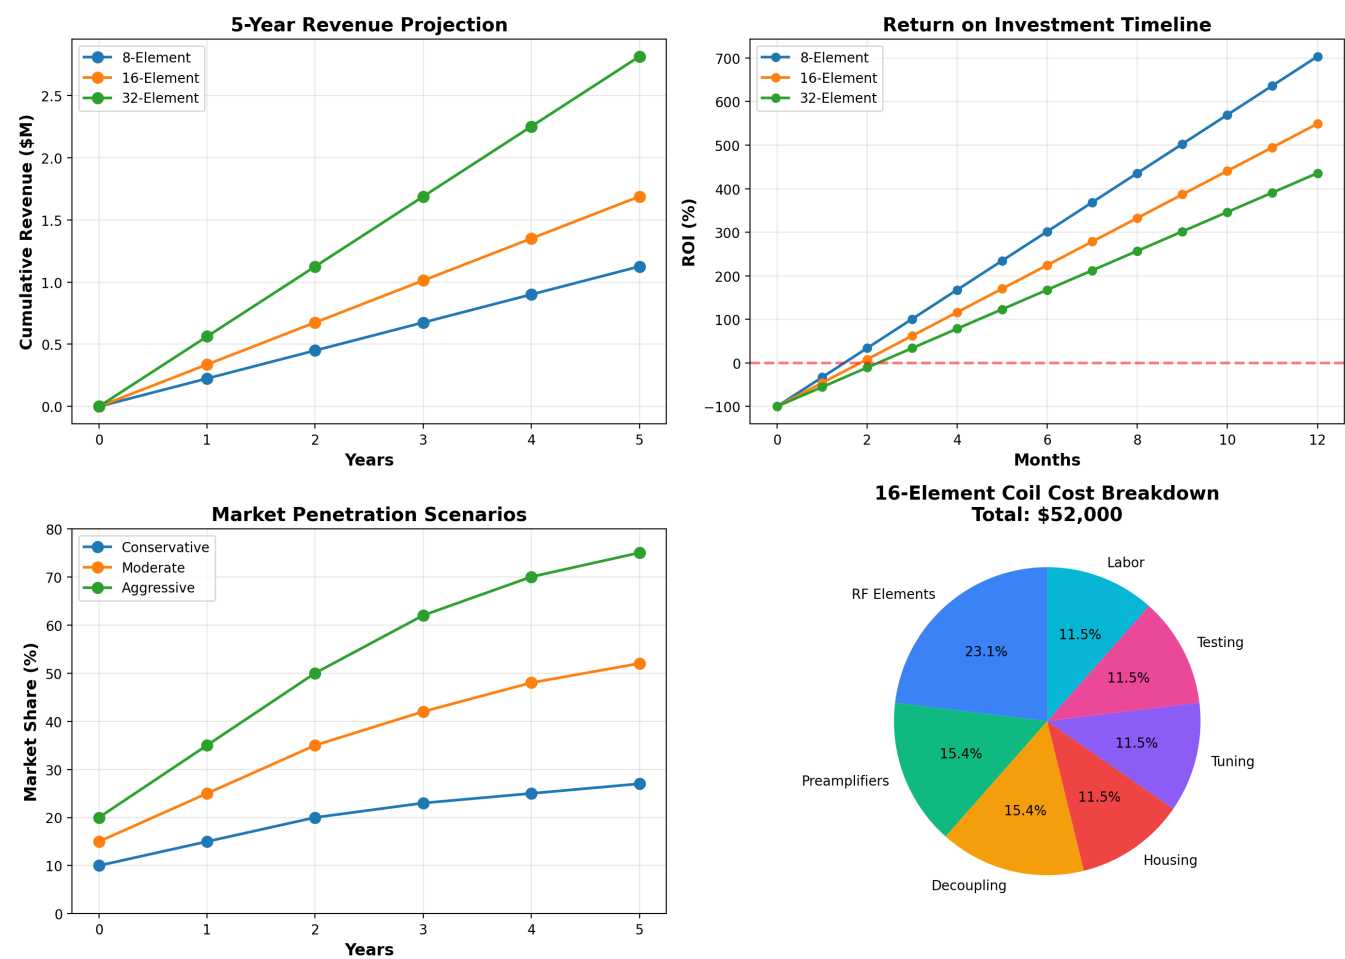 5-Year Revenue Projection
8-Element
16-Element
32-Element
Cumulative Revenue ($M)
2.5
2.0
1.5
1.0
0.5
0.0
0 1 2 3 4 5
Years
Return on Investment Timeline
8-Element
16-Element
32-Element
ROI (%)
700
600
500
400
300
200
100
0
−100
0 2 4 6 8 10 12
Months
Market Penetration Scenarios
Conservative
Moderate
Aggressive
Market Share (%)
80
70
60
50
40
30
20
10
0
0 1 2 3 4 5
Years
16-Element Coil Cost Breakdown
Total: $52,000
Labor
11.5%
RF Elements
23.1%
Testing
11.5%
Preamplifiers
15.4%
Tuning
11.5%
Decoupling
15.4%
Housing
11.5%